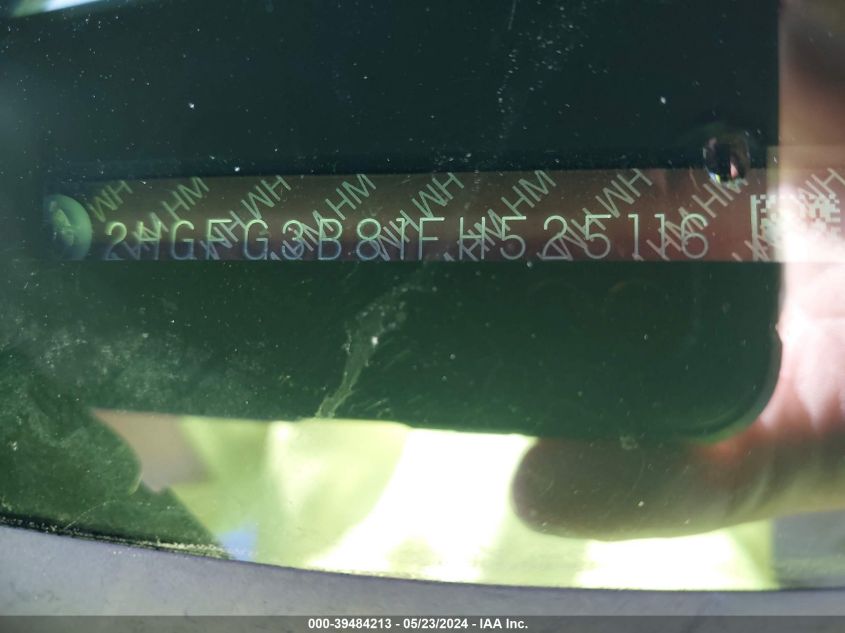 2HGFG3B81FH525116
000-39484213 - 05/23/2024 - IAA Inc.